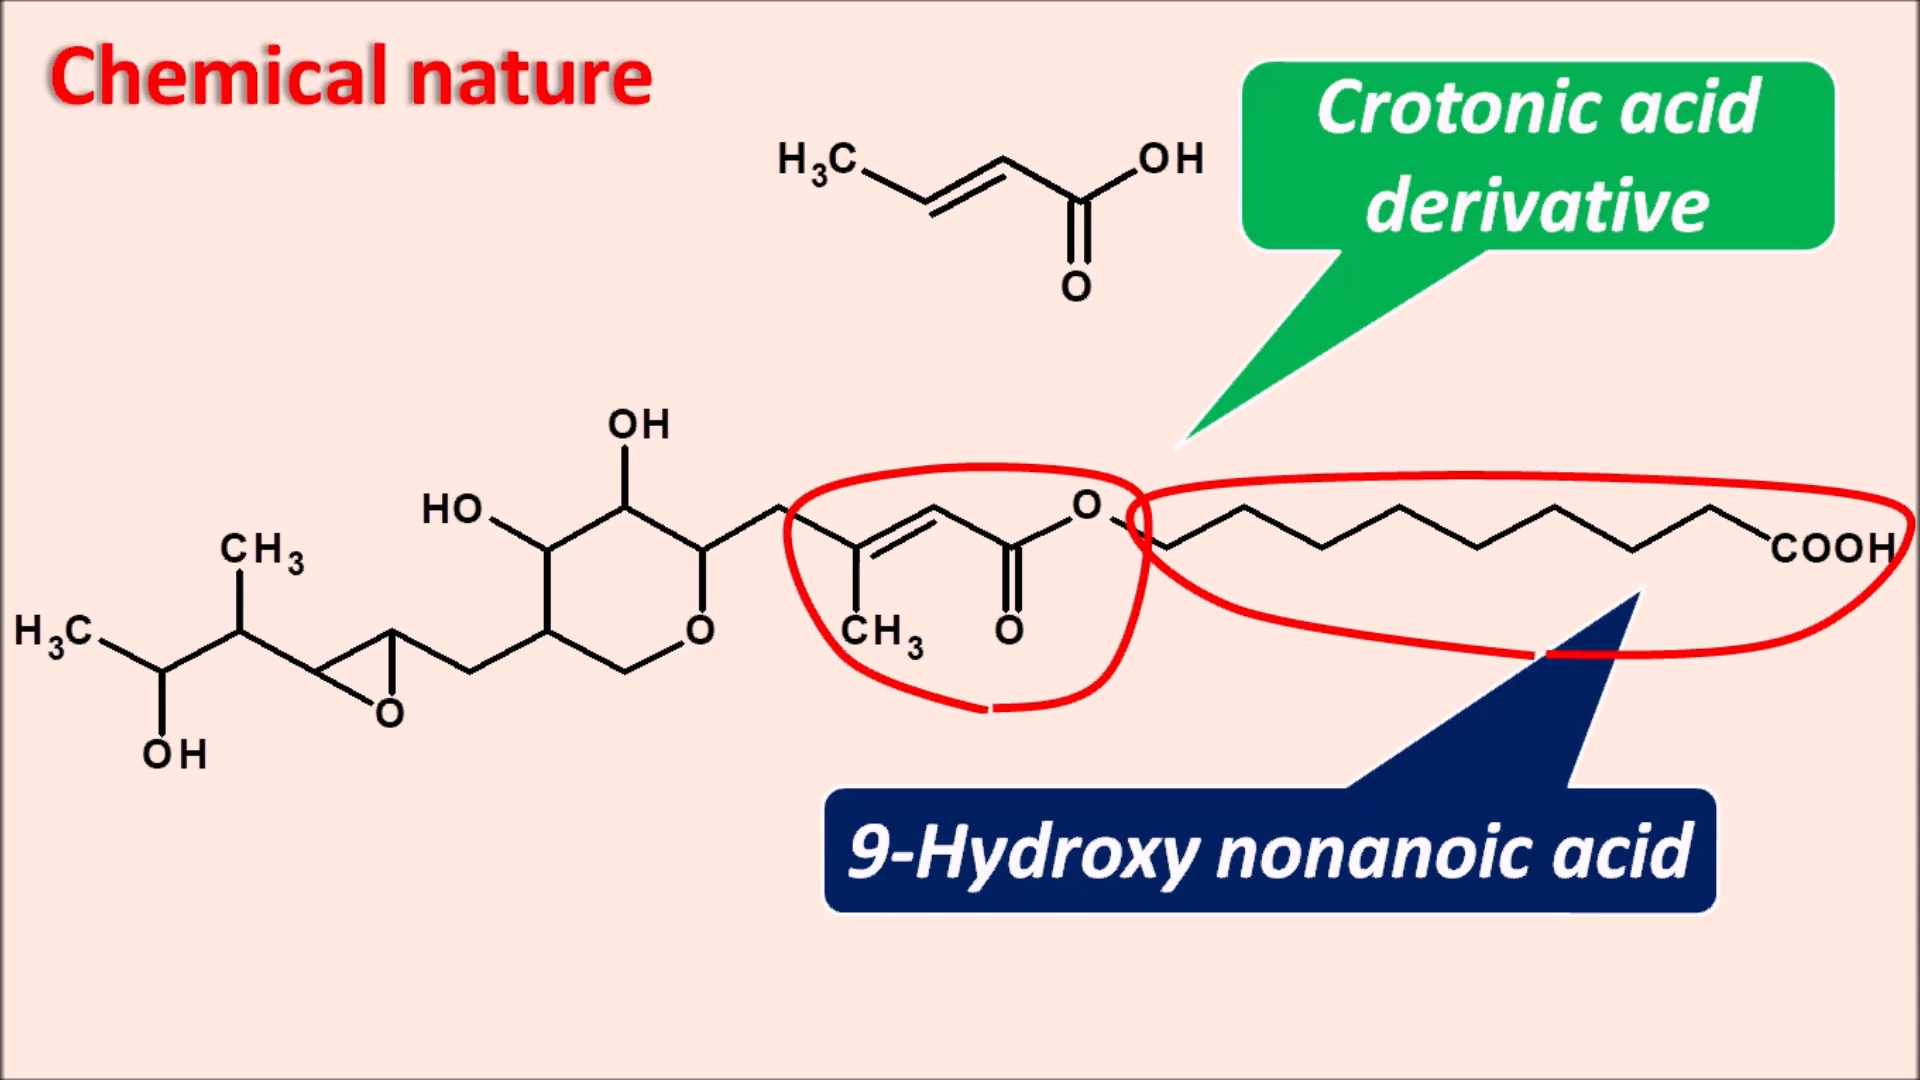 Chemical nature
Crotonic acid
derivative
H3C
OH
O
OH
HO
O
CH3
COOH
H3C
O
CH3
O
O
OH
9-Hydroxy nonanoic acid